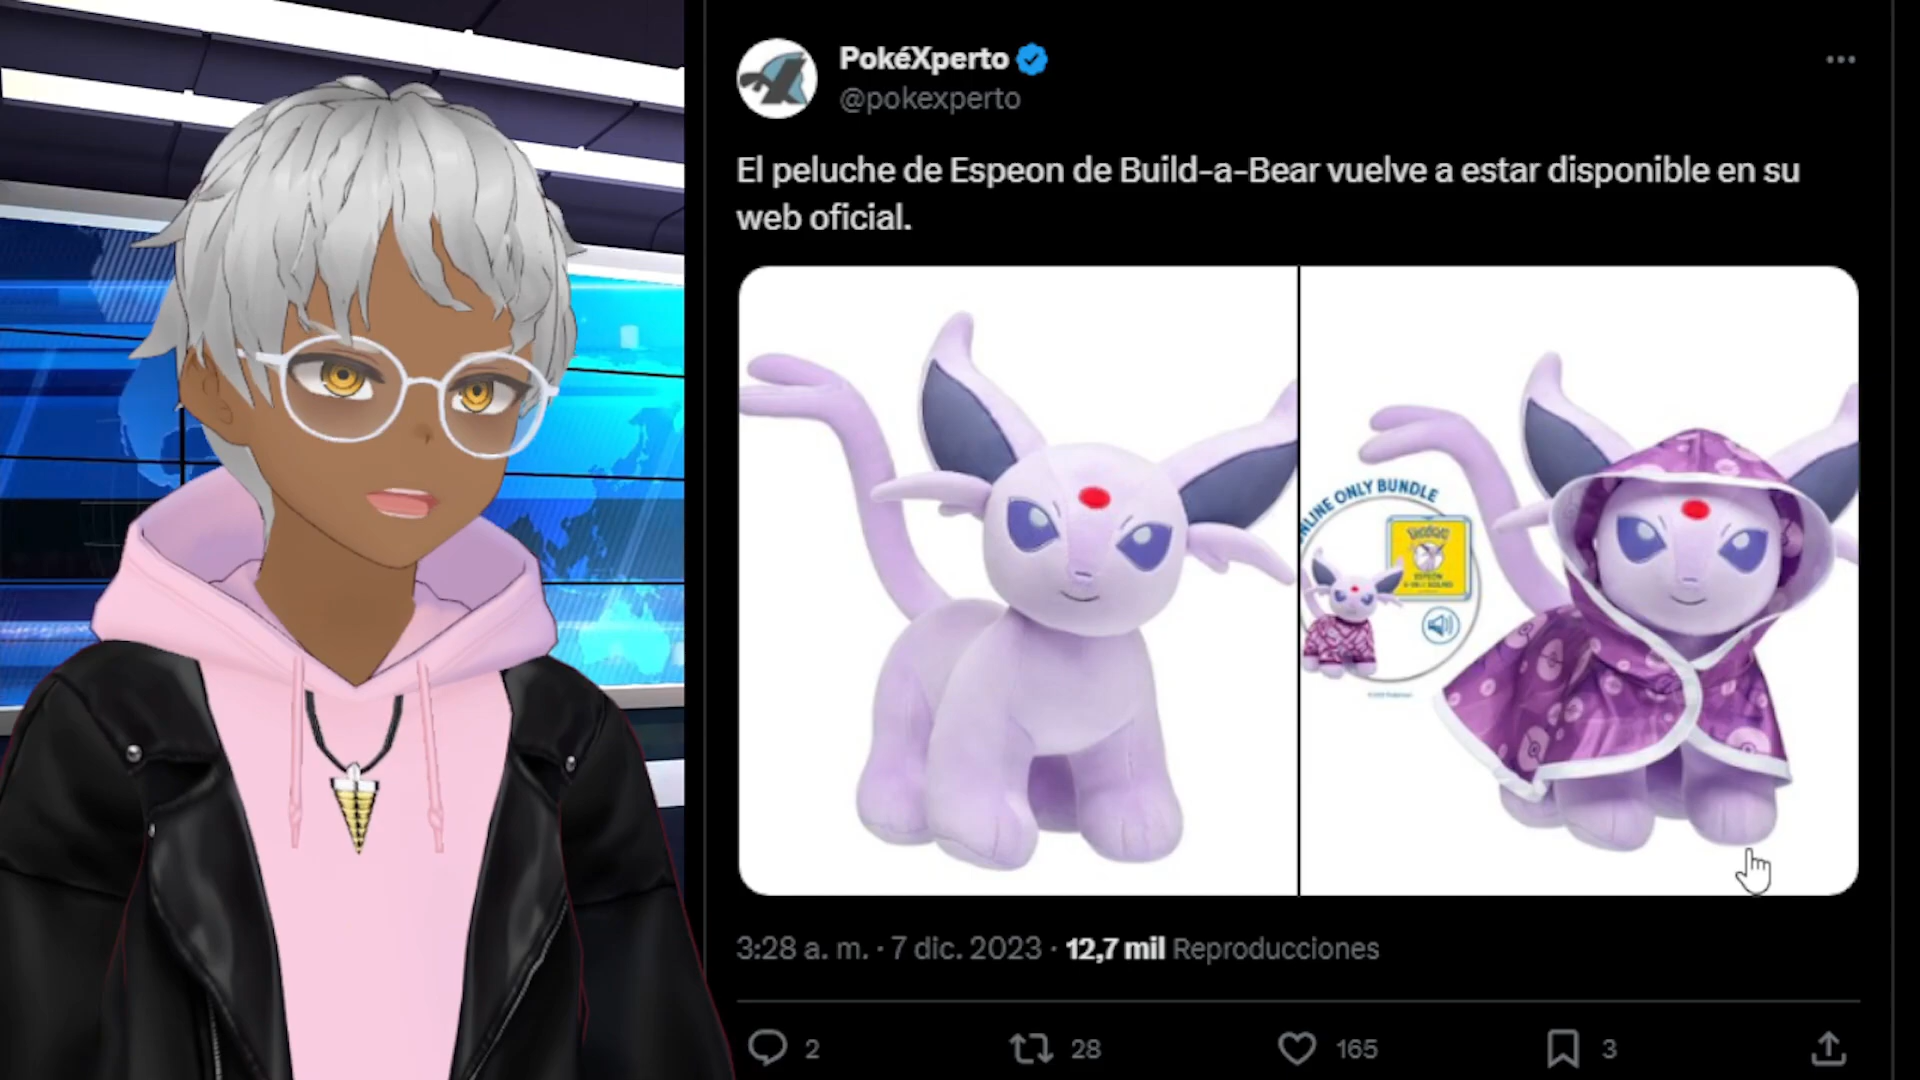 PokéXperto
@pokexperto
El peluche de Espeon de Build-a-Bear vuelve a estar disponible en su
web oficial.
NLINE ONLY BUNDLE
3:28 a. m. · 7 dic. 2023 · 12,7 mil Reproducciones
2
28
165
3